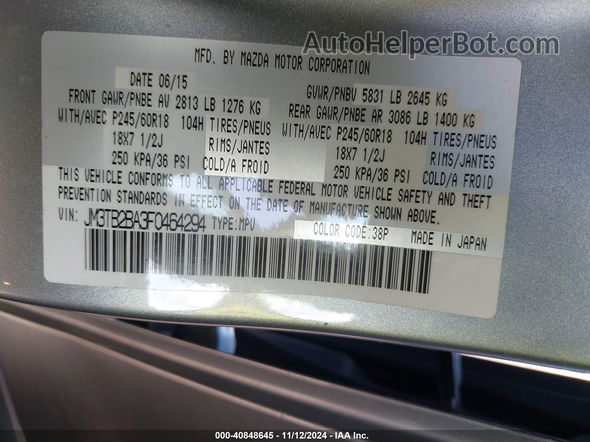 AutoHelperBot.com
MFD. BY MAZDA MOTOR CORPORATION
DATE 06/15 GVWR/PNBV 5831 LB 2645 KG
FRONT GAWR/PNBE AV 2813 LB 1276 KG REAR GAWR/PNBE AR 3086 LB 1400 KG
WITH/AVEC P245/60R18 104H TIRES/PNEUS WITH/AVEC P245/60R18 104H TIRES/PNEUS
18X7 1/2J RIMS/JANTES 18X7 1/2J RIMS/JANTES
250 KPA/36 PSI COLD/A FROID 250 KPA/36 PSI COLD/A FROID
THIS VEHICLE CONFORMS TO ALL APPLICABLE FEDERAL MOTOR VEHICLE SAFETY AND THEFT
PREVENTION STANDARDS IN EFFECT ON THE DATE OF MANUFACTURE SHOWN ABOVE.
VIN: JM3TB2BA3F0464294 TYPE:MPV COLOR CODE:38P MADE IN JAPAN
AutoHelperBot.com
000-40848645 - 11/12/2024 - IAA Inc.